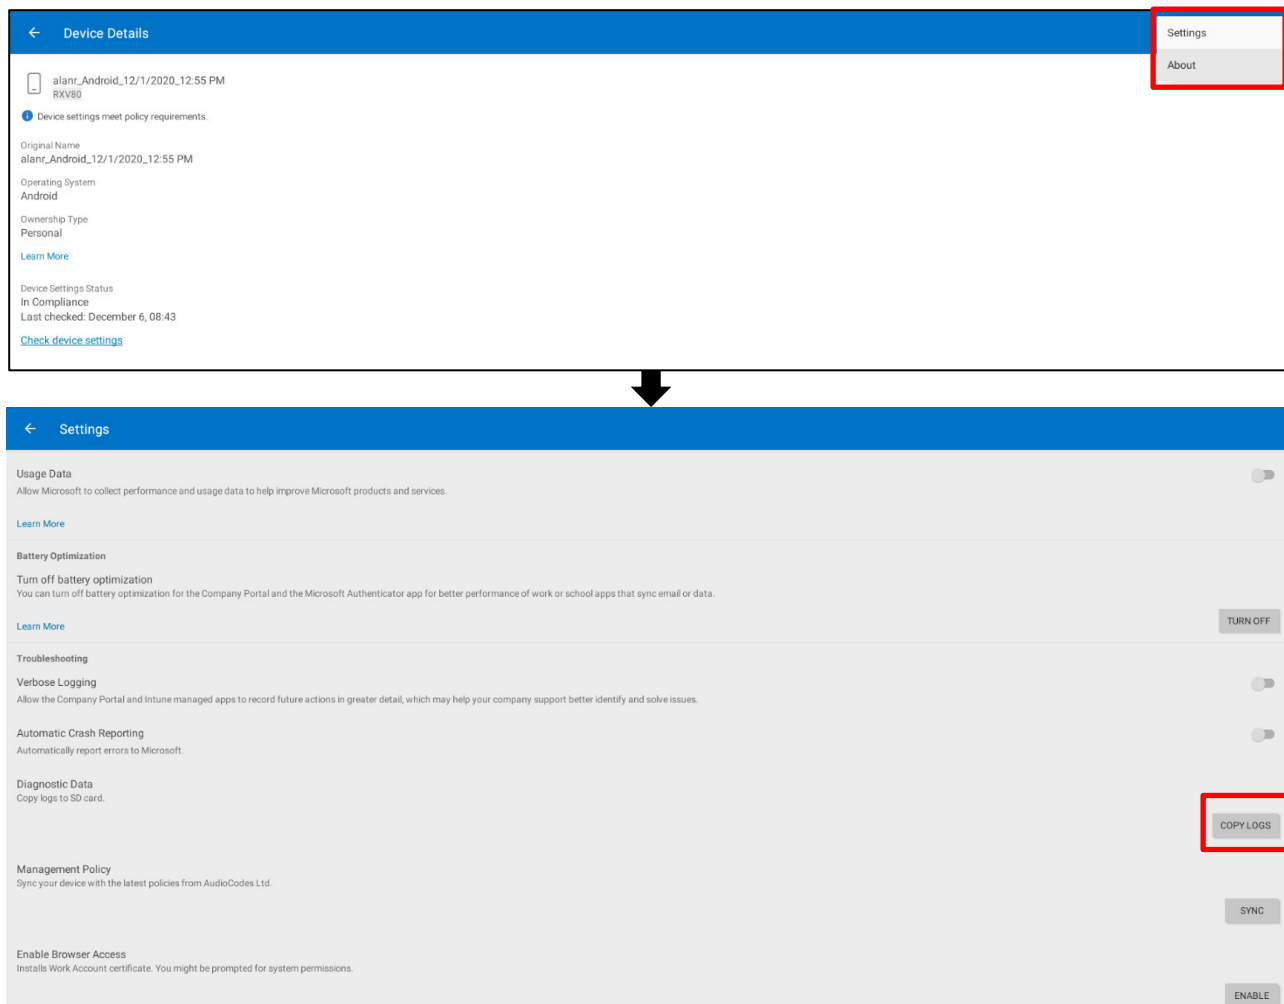 Device Details
Settings
About
alanr_Android_12/1/2020_12:55 PM
RXV80
Device settings meet policy requirements.
Original Name
alanr_Android_12/1/2020_12:55 PM
Operating System
Android
Ownership Type
Personal
Learn More
Device Settings Status
In Compliance
Last checked: December 6, 08:43
Check device settings
Settings
Usage Data
Allow Microsoft to collect performance and usage data to help improve Microsoft products and services.
Learn More
Battery Optimization
Turn off battery optimization
You can turn off battery optimization for the Company Portal and the Microsoft Authenticator app for better performance of work or school apps that sync email or data.
Learn More
TURN OFF
Troubleshooting
Verbose Logging
Allow the Company Portal and Intune managed apps to record future actions in greater detail, which may help your company support better identify and solve issues.
Automatic Crash Reporting
Automatically report errors to Microsoft.
Diagnostic Data
Copy logs to SD card.
COPY LOGS
Management Policy
Sync your device with the latest policies from AudioCodes Ltd.
SYNC
Enable Browser Access
Installs Work Account certificate. You might be prompted for system permissions.
ENABLE